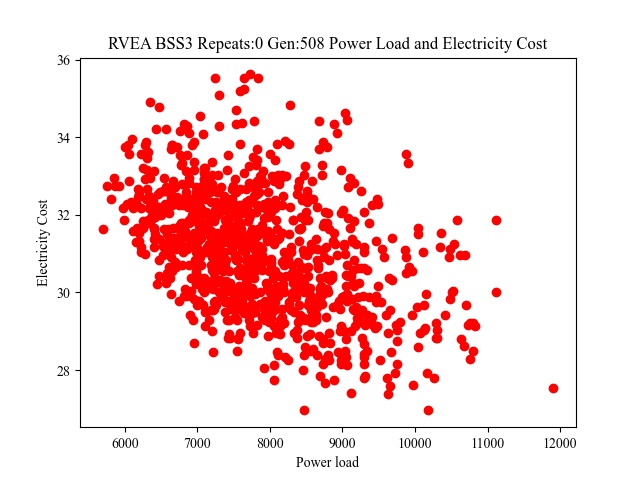 RVEA BSS3 Repeats:0 Gen:508 Power Load and Electricity Cost
36
34
32
30
28
Electricity Cost
6000 7000 8000 9000 10000 11000 12000
Power load